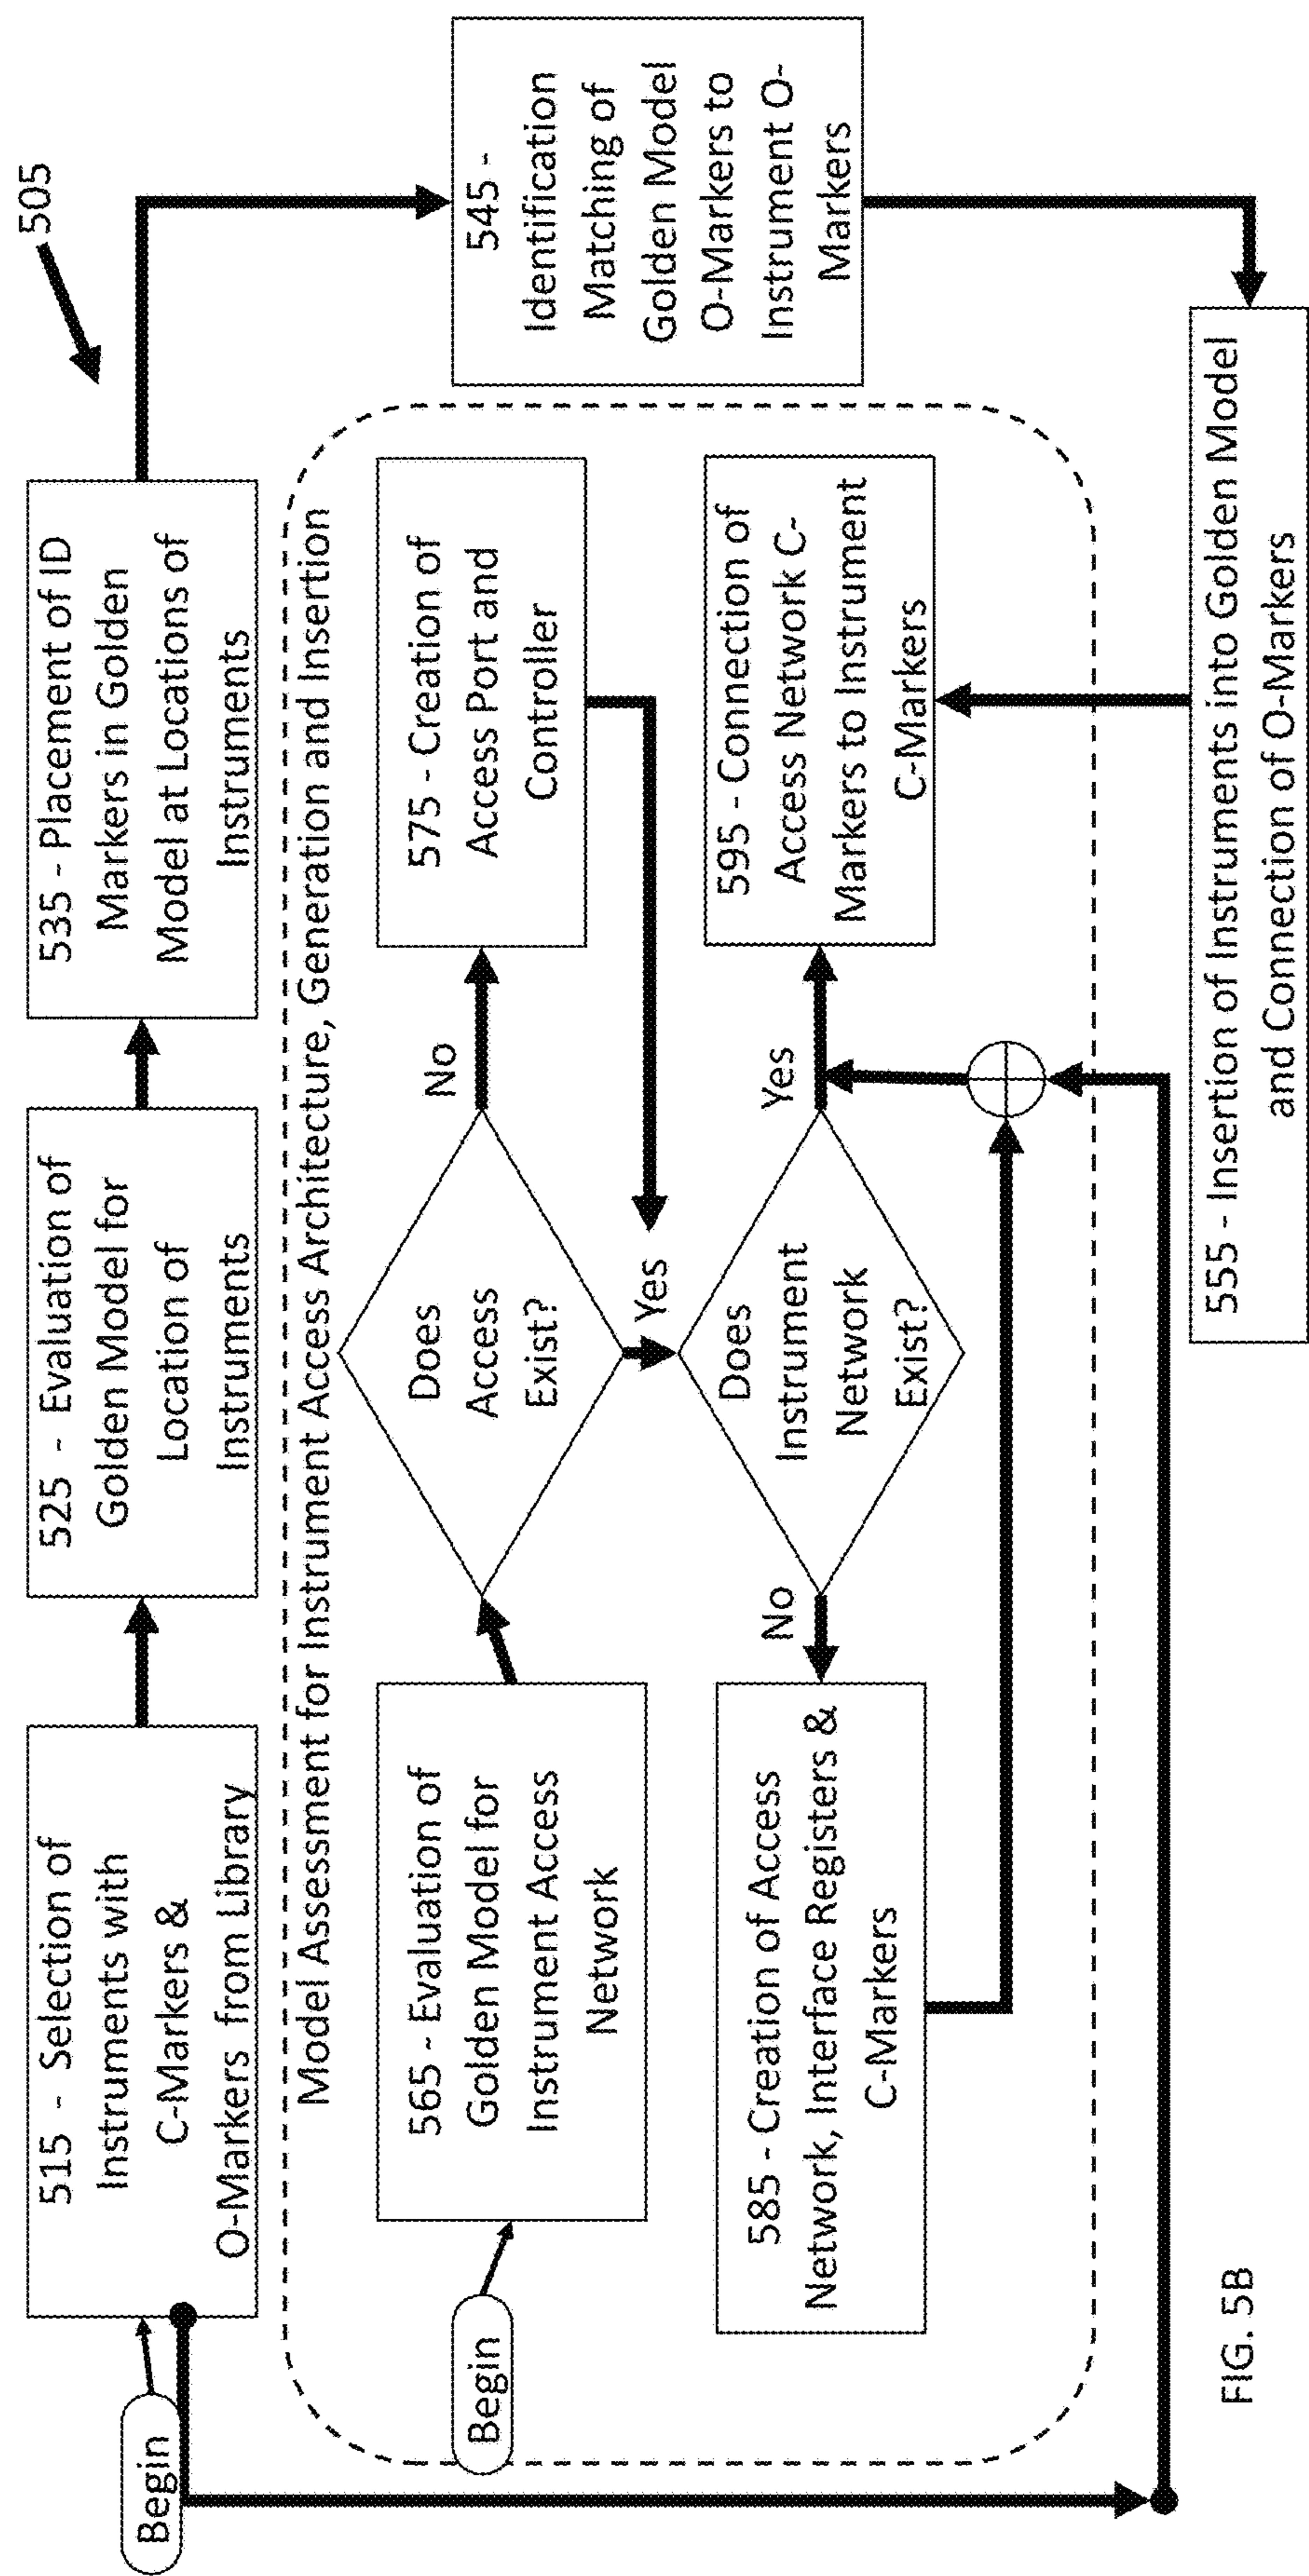 505
Begin
515 - Selection of
Instruments with
C-Markers &
O-Markers from Library
525 - Evaluation of
Golden Model for
Location of
Instruments
535 - Placement of ID
Markers in Golden
Model at Locations of
Instruments
545 -
Identification
Matching of
Golden Model
O-Markers to
Instrument O-
Markers
Model Assessment for Instrument Access Architecture, Generation and Insertion
Begin
565 - Evaluation of
Golden Model for
Instrument Access
Network
Does
Access
Exist?
No
575 - Creation of
Access Port and
Controller
Yes
Does
Instrument
Network
Exist?
No
Yes
585 - Creation of Access
Network, Interface Registers &
C-Markers
595 - Connection of
Access Network C-
Markers to Instrument
C-Markers
555 - Insertion of Instruments into Golden Model
and Connection of O-Markers
FIG. 5B